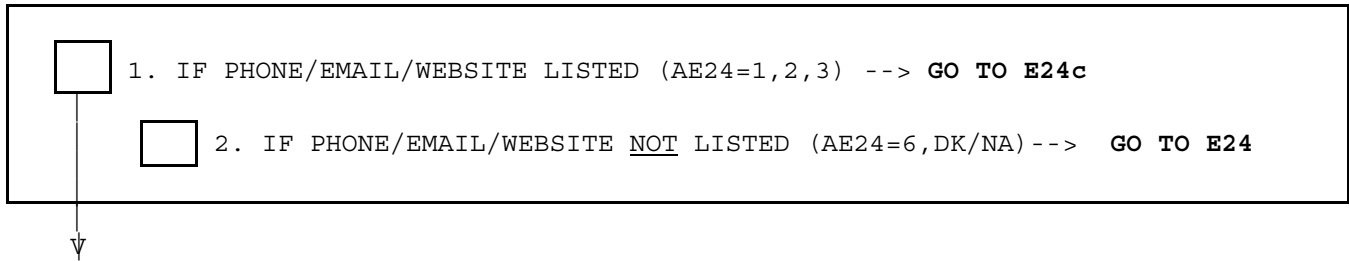 1. IF PHONE/EMAIL/WEBSITE LISTED (AE24=1,2,3) --> GO TO E24c
2. IF PHONE/EMAIL/WEBSITE NOT LISTED (AE24=6,DK/NA)--> GO TO E24